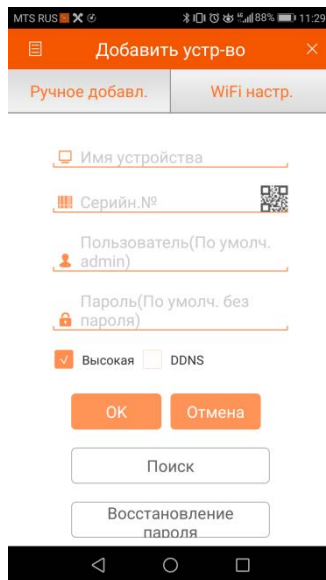 MTS RUS 88% 11:29
Добавить устр-во ×
Ручное добавл. WiFi настр.
Имя устройства
Серийн.№
Пользователь(По умолч.
admin)
Пароль(По умолч. без
пароля)
Высокая DDNS
OK Отмена
Поиск
Восстановление
пароля